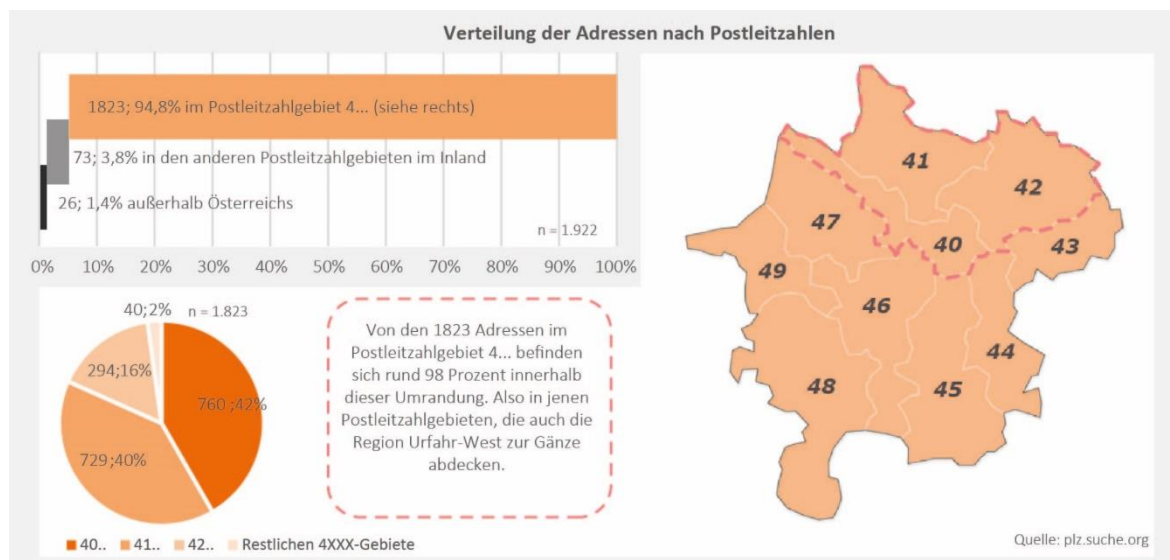 Verteilung der Adressen nach Postleitzahlen
1823; 94,8% im Postleitzahlgebiet 4... (siehe rechts)
73; 3,8% in den anderen Postleitzahlgebieten im Inland
26; 1,4% außerhalb Österreichs
n = 1.922
0% 10% 20% 30% 40% 50% 60% 70% 80% 90% 100%
40;2% n = 1.823
294;16%
760 ;42%
729;40%
40.. 41.. 42.. Restlichen 4XXX-Gebiete
Von den 1823 Adressen im
Postleitzahlgebiet 4... befinden
sich rund 98 Prozent innerhalb
dieser Umrandung. Also in jenen
Postleitzahlgebieten, die auch die
Region Urfahr-West zur Gänze
abdecken.
41
42
47
40
43
49
46
44
48
45
Quelle: plz.suche.org